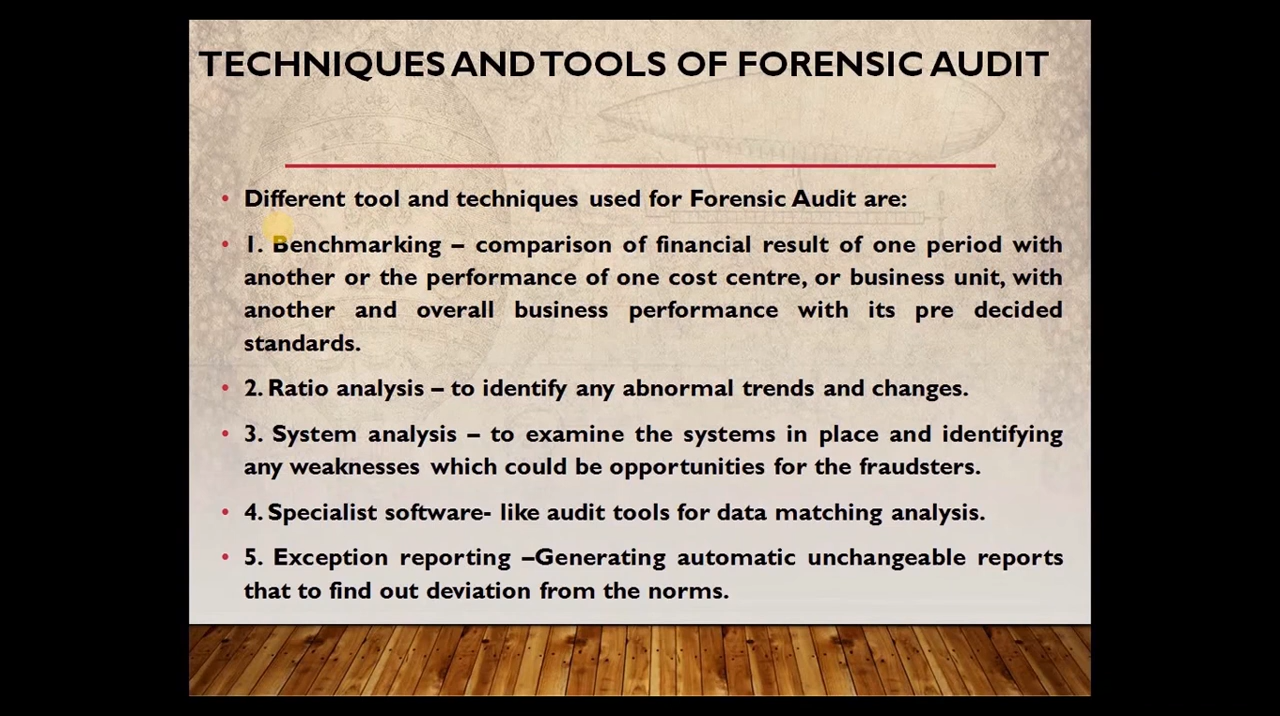 TECHNIQUES AND TOOLS OF FORENSIC AUDIT
• Different tool and techniques used for Forensic Audit are:
• 1. Benchmarking – comparison of financial result of one period with
another or the performance of one cost centre, or business unit, with
another and overall business performance with its pre decided
standards.
• 2. Ratio analysis – to identify any abnormal trends and changes.
• 3. System analysis – to examine the systems in place and identifying
any weaknesses which could be opportunities for the fraudsters.
• 4. Specialist software- like audit tools for data matching analysis.
• 5. Exception reporting –Generating automatic unchangeable reports
that to find out deviation from the norms.